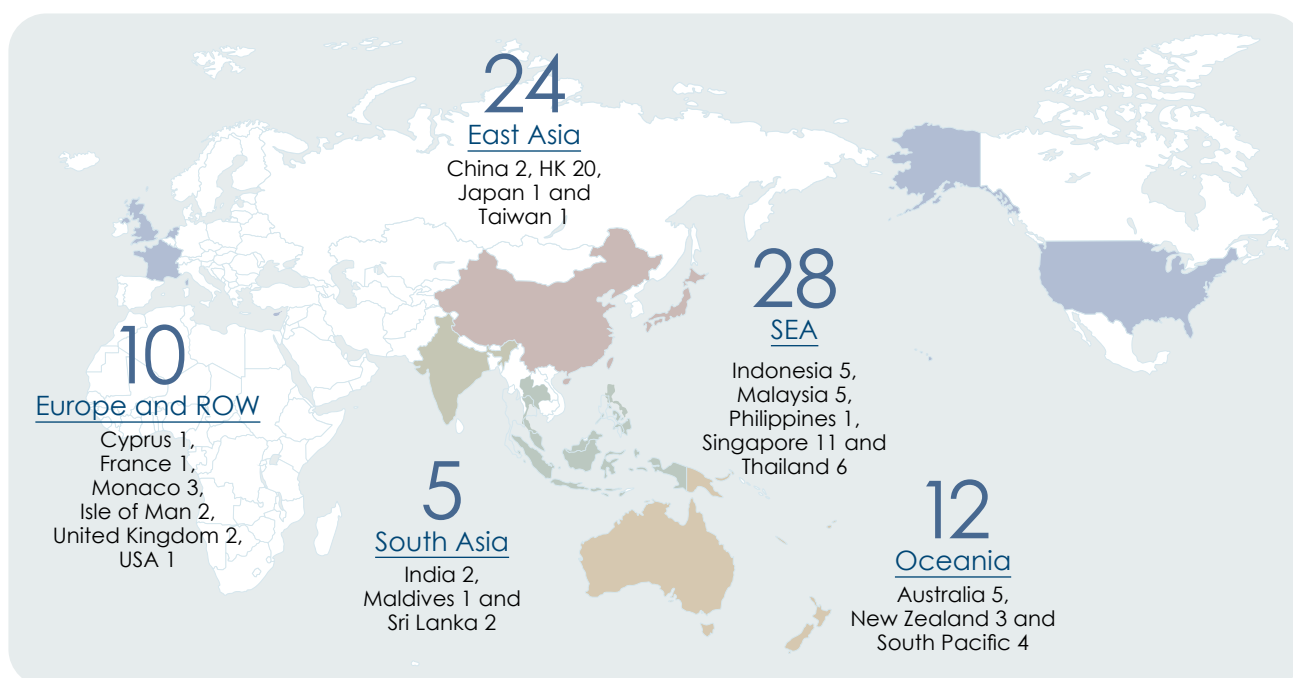 24
East Asia
China 2, HK 20,
Japan 1 and
Taiwan 1
28
SEA
Indonesia 5,
Malaysia 5,
Philippines 1,
Singapore 11 and
Thailand 6
10
Europe and ROW
Cyprus 1,
France 1,
Monaco 3,
Isle of Man 2,
United Kingdom 2,
USA 1
5
South Asia
India 2,
Maldives 1 and
Sri Lanka 2
12
Oceania
Australia 5,
New Zealand 3 and
South Pacific 4